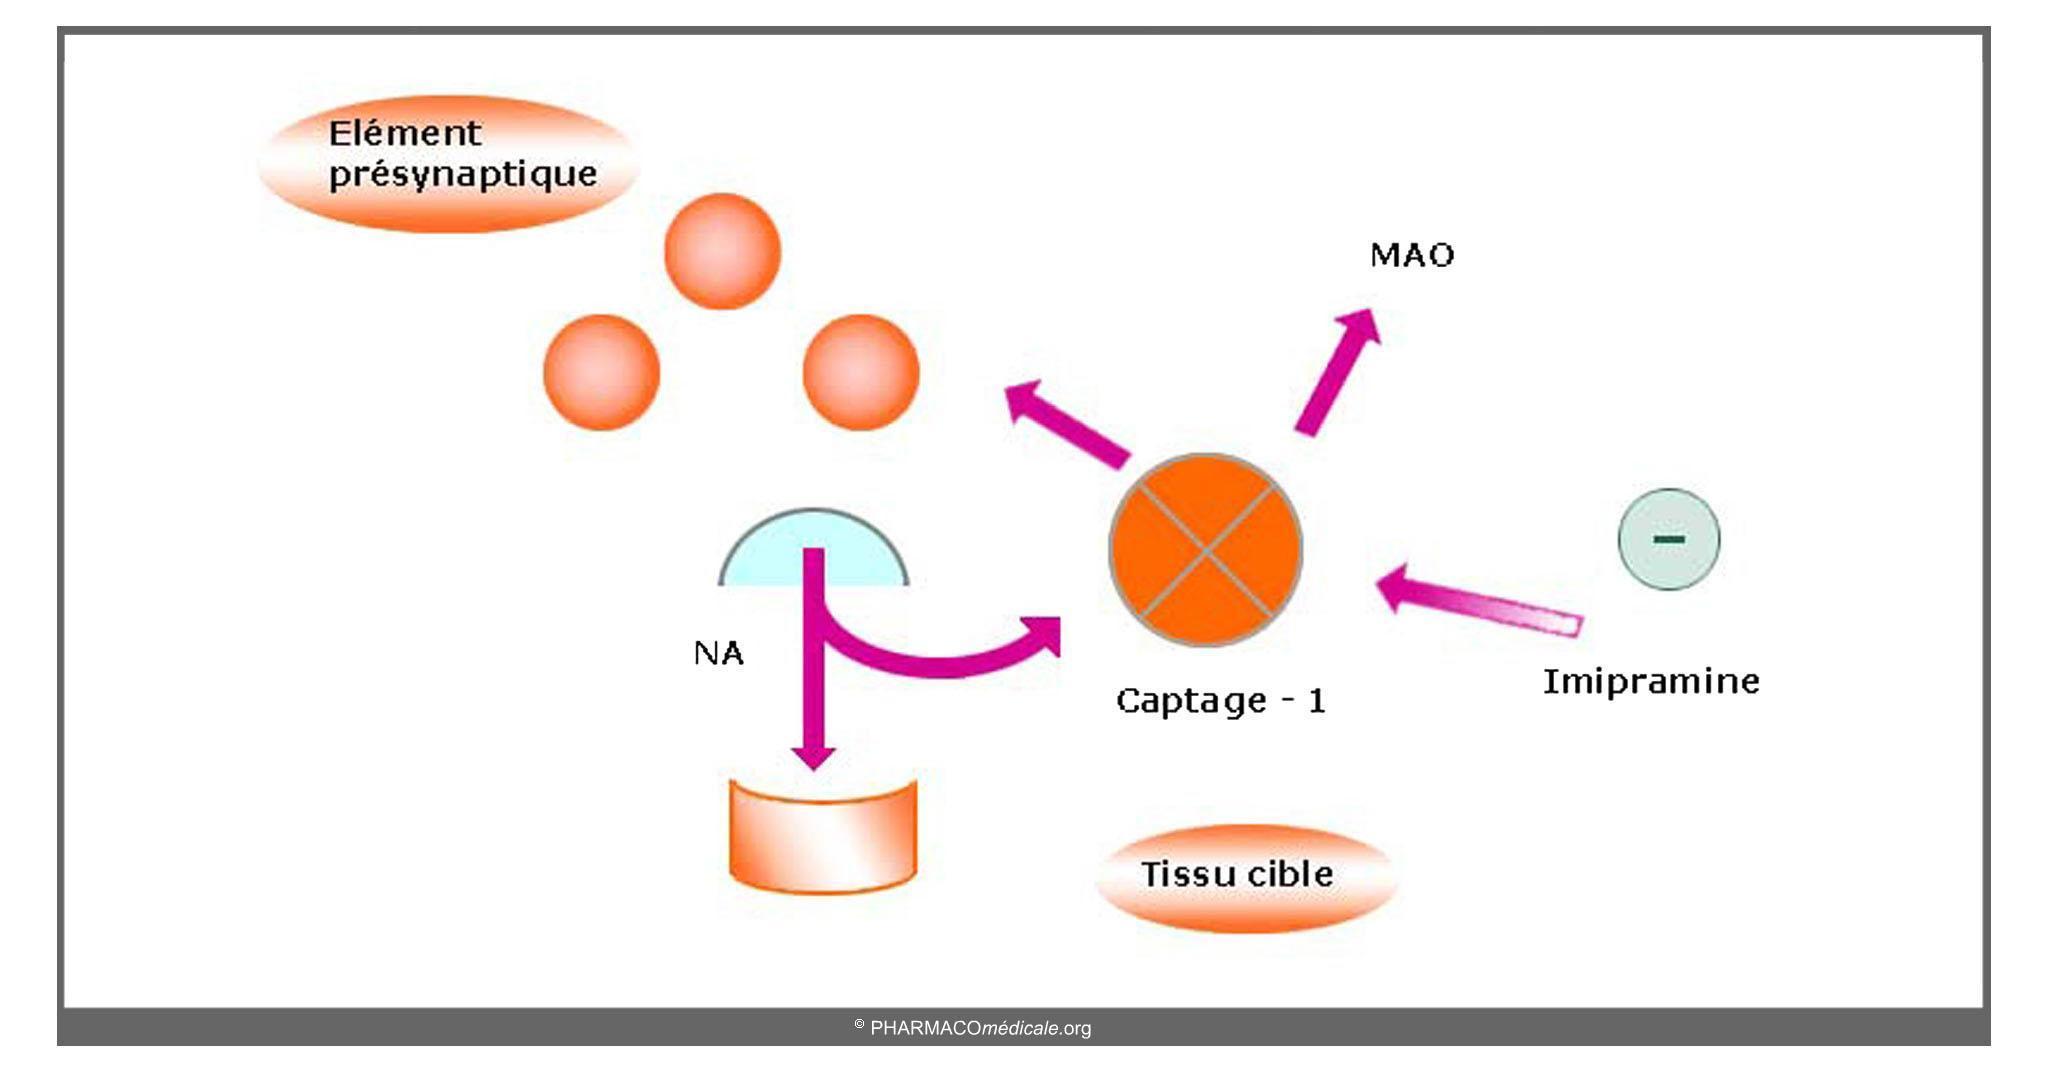 Elément
présynaptique
MAO
−
NA
Imipramine
Captage - 1
Tissu cible
© PHARMACOmédicale.org